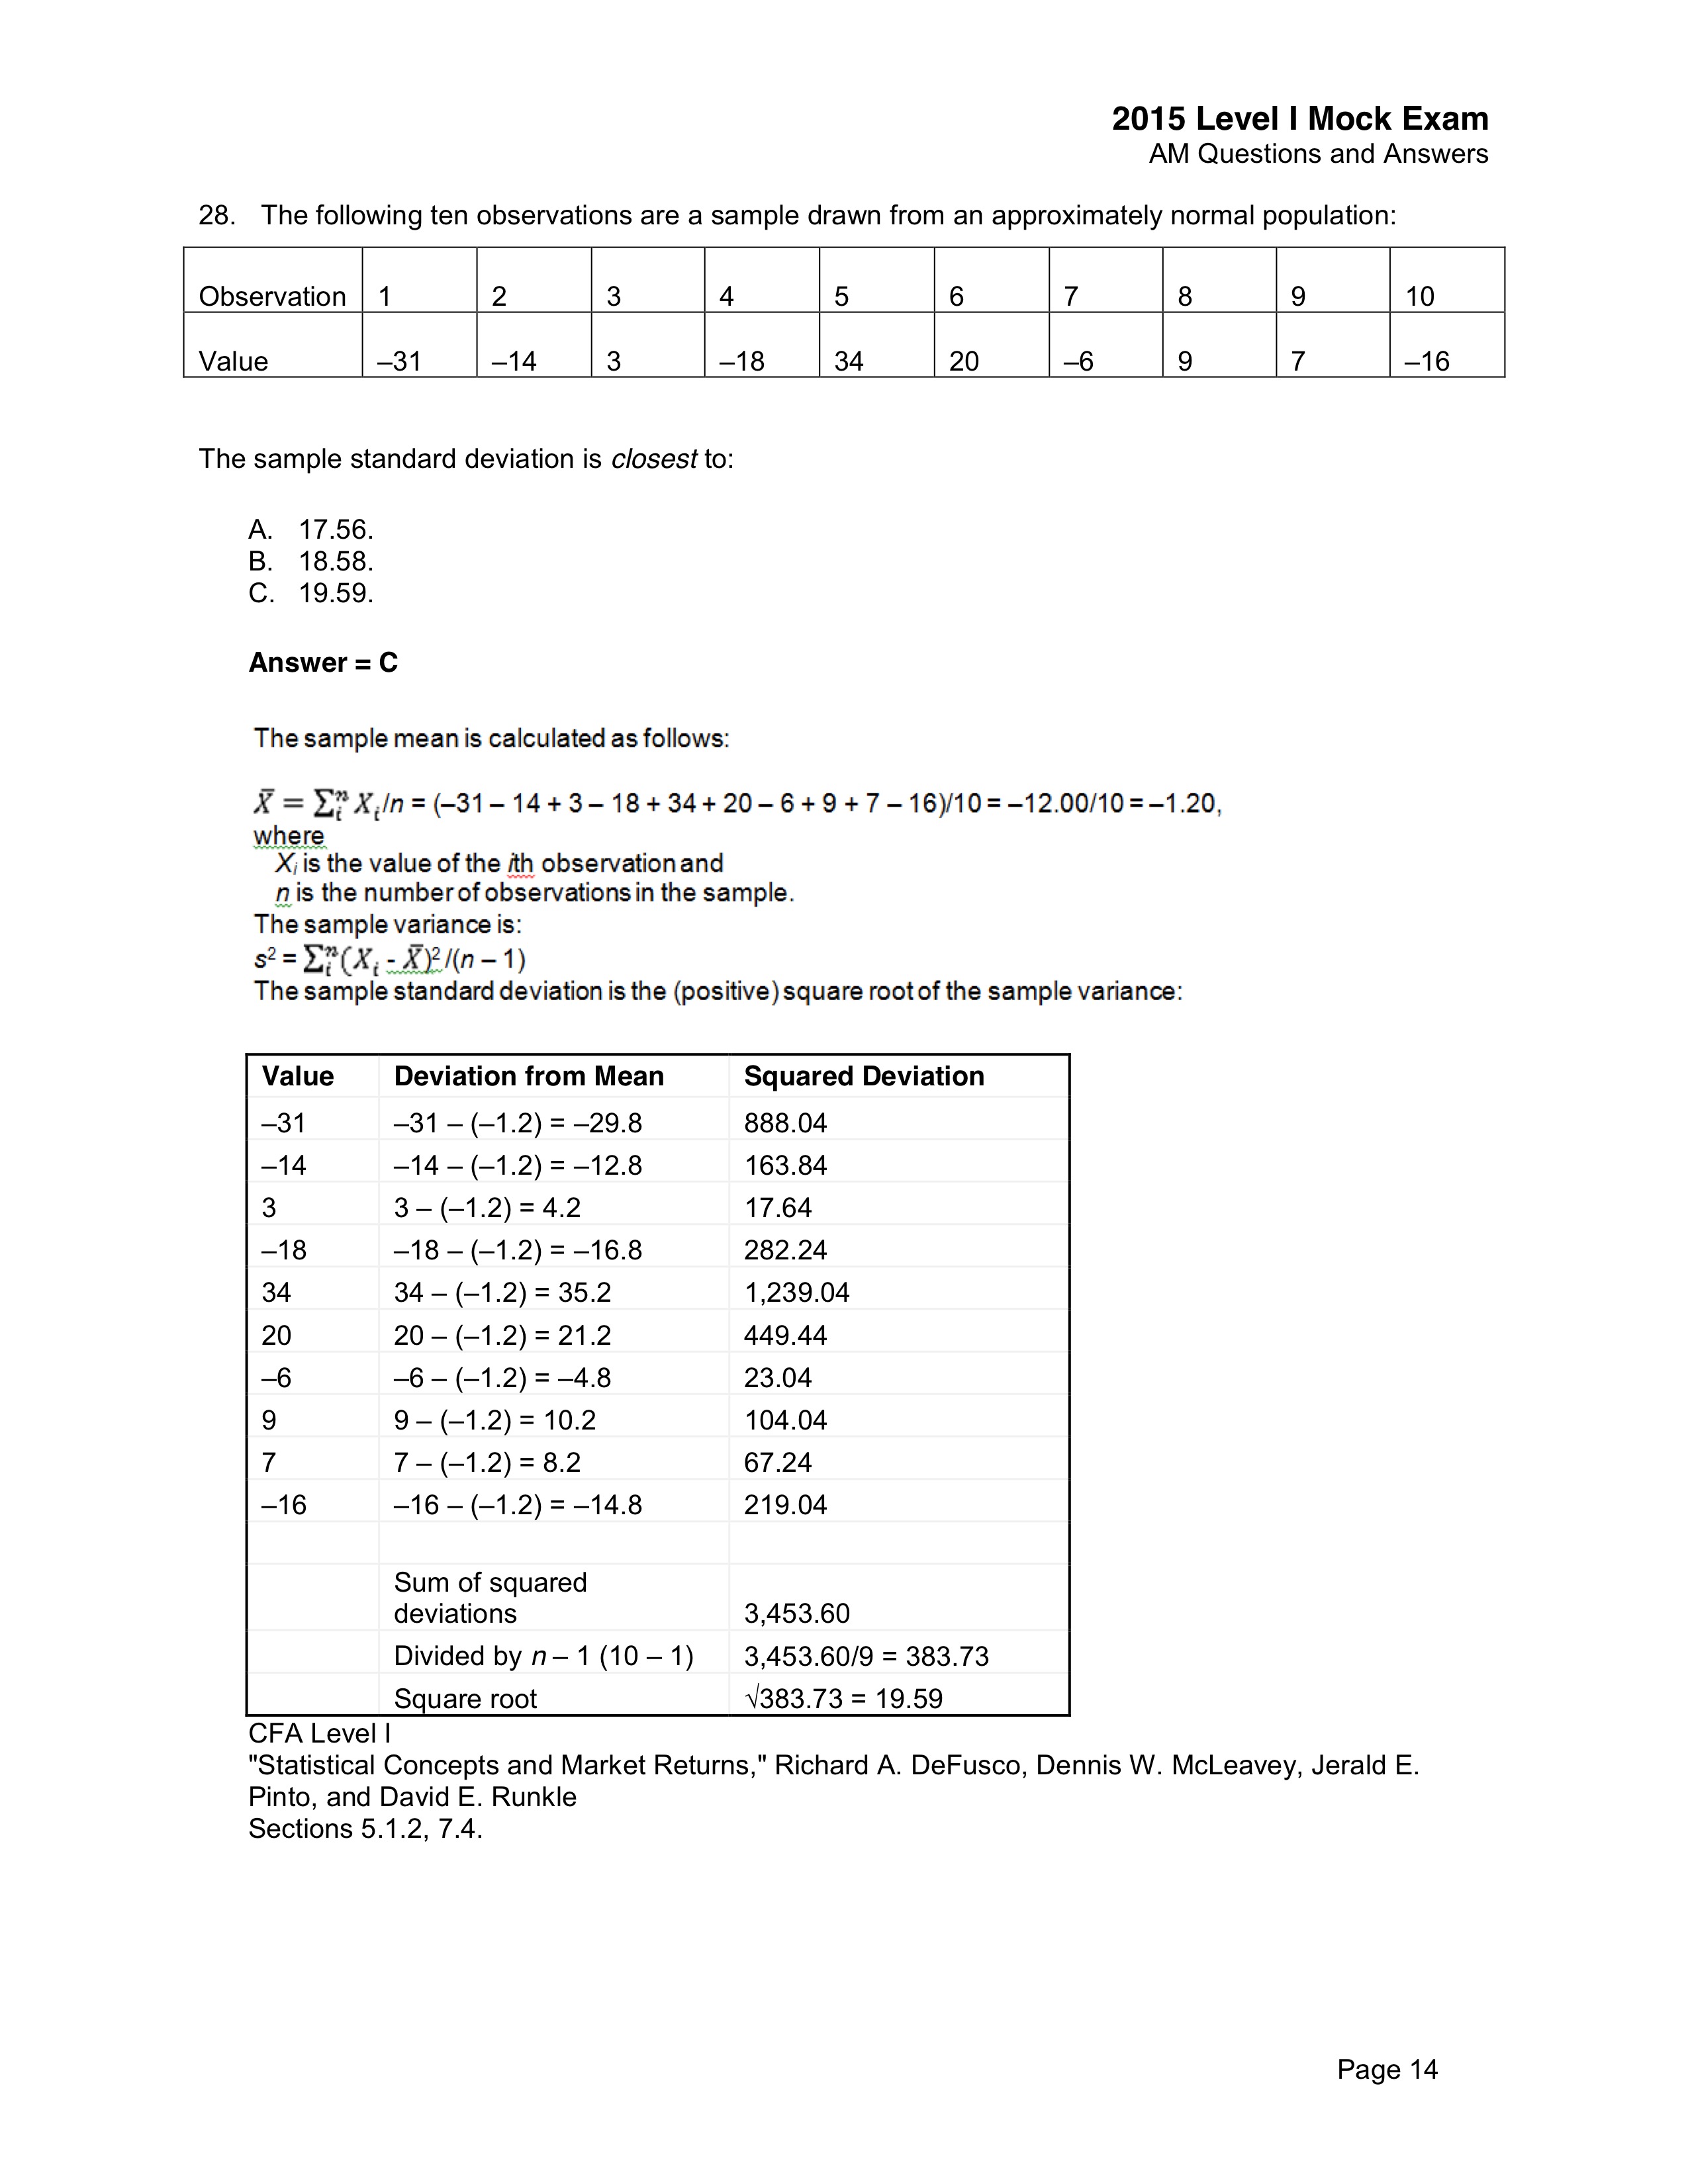 2015 Level I Mock Exam
AM Questions and Answers
28. The following ten observations are a sample drawn from an approximately normal population:
Observation 1 2 3 4 5 6 7 8 9 10
Value –31 –14 3 –18 34 20 –6 9 7 –16
The sample standard deviation is closest to:
A. 17.56.
B. 18.58.
C. 19.59.
Answer = C
The sample mean is calculated as follows:
X̄ = ∑ᵢⁿ Xᵢ/n = (–31 – 14 + 3 – 18 + 34 + 20 – 6 + 9 + 7 – 16)/10 = –12.00/10 = –1.20,
where
Xᵢ is the value of the ith observation and
n is the number of observations in the sample.
The sample variance is:
s² = ∑ᵢⁿ(Xᵢ - X̄)²/(n – 1)
The sample standard deviation is the (positive) square root of the sample variance:
Value Deviation from Mean Squared Deviation
–31 –31 – (–1.2) = –29.8 888.04
–14 –14 – (–1.2) = –12.8 163.84
3 3 – (–1.2) = 4.2 17.64
–18 –18 – (–1.2) = –16.8 282.24
34 34 – (–1.2) = 35.2 1,239.04
20 20 – (–1.2) = 21.2 449.44
–6 –6 – (–1.2) = –4.8 23.04
9 9 – (–1.2) = 10.2 104.04
7 7 – (–1.2) = 8.2 67.24
–16 –16 – (–1.2) = –14.8 219.04
Sum of squared
deviations 3,453.60
Divided by n – 1 (10 – 1) 3,453.60/9 = 383.73
Square root √383.73 = 19.59
CFA Level I
"Statistical Concepts and Market Returns," Richard A. DeFusco, Dennis W. McLeavey, Jerald E.
Pinto, and David E. Runkle
Sections 5.1.2, 7.4.
Page 14